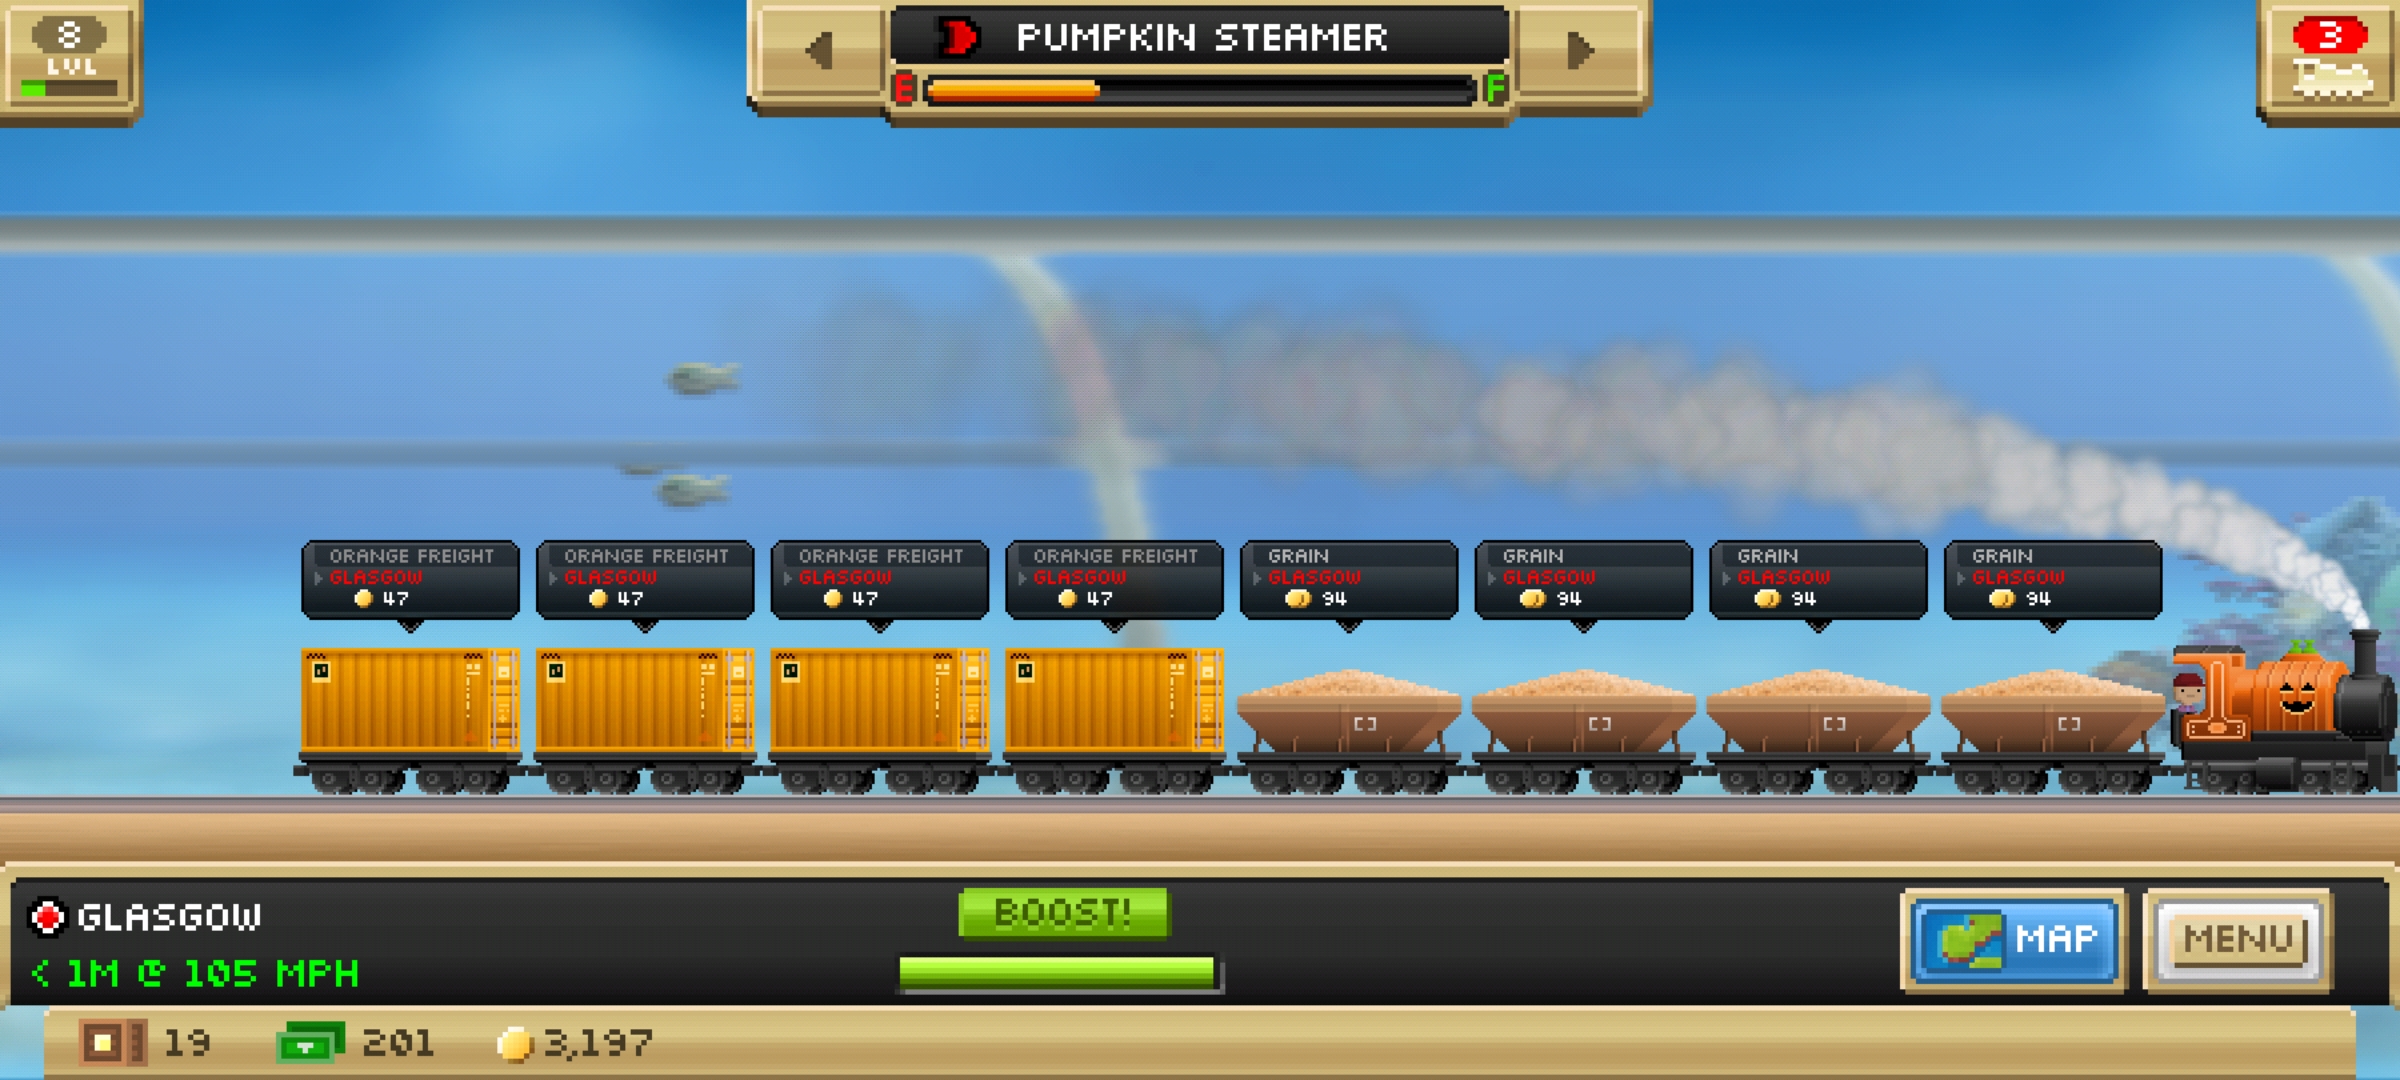 8
LVL
PUMPKIN STEAMER
E F
3
ORANGE FREIGHT
GLASGOW
47
ORANGE FREIGHT
GLASGOW
47
ORANGE FREIGHT
GLASGOW
47
ORANGE FREIGHT
GLASGOW
47
GRAIN
GLASGOW
94
GRAIN
GLASGOW
94
GRAIN
GLASGOW
94
GRAIN
GLASGOW
94
GLASGOW
< 1M @ 105 MPH
BOOST!
MAP
MENU
19 201 3,197